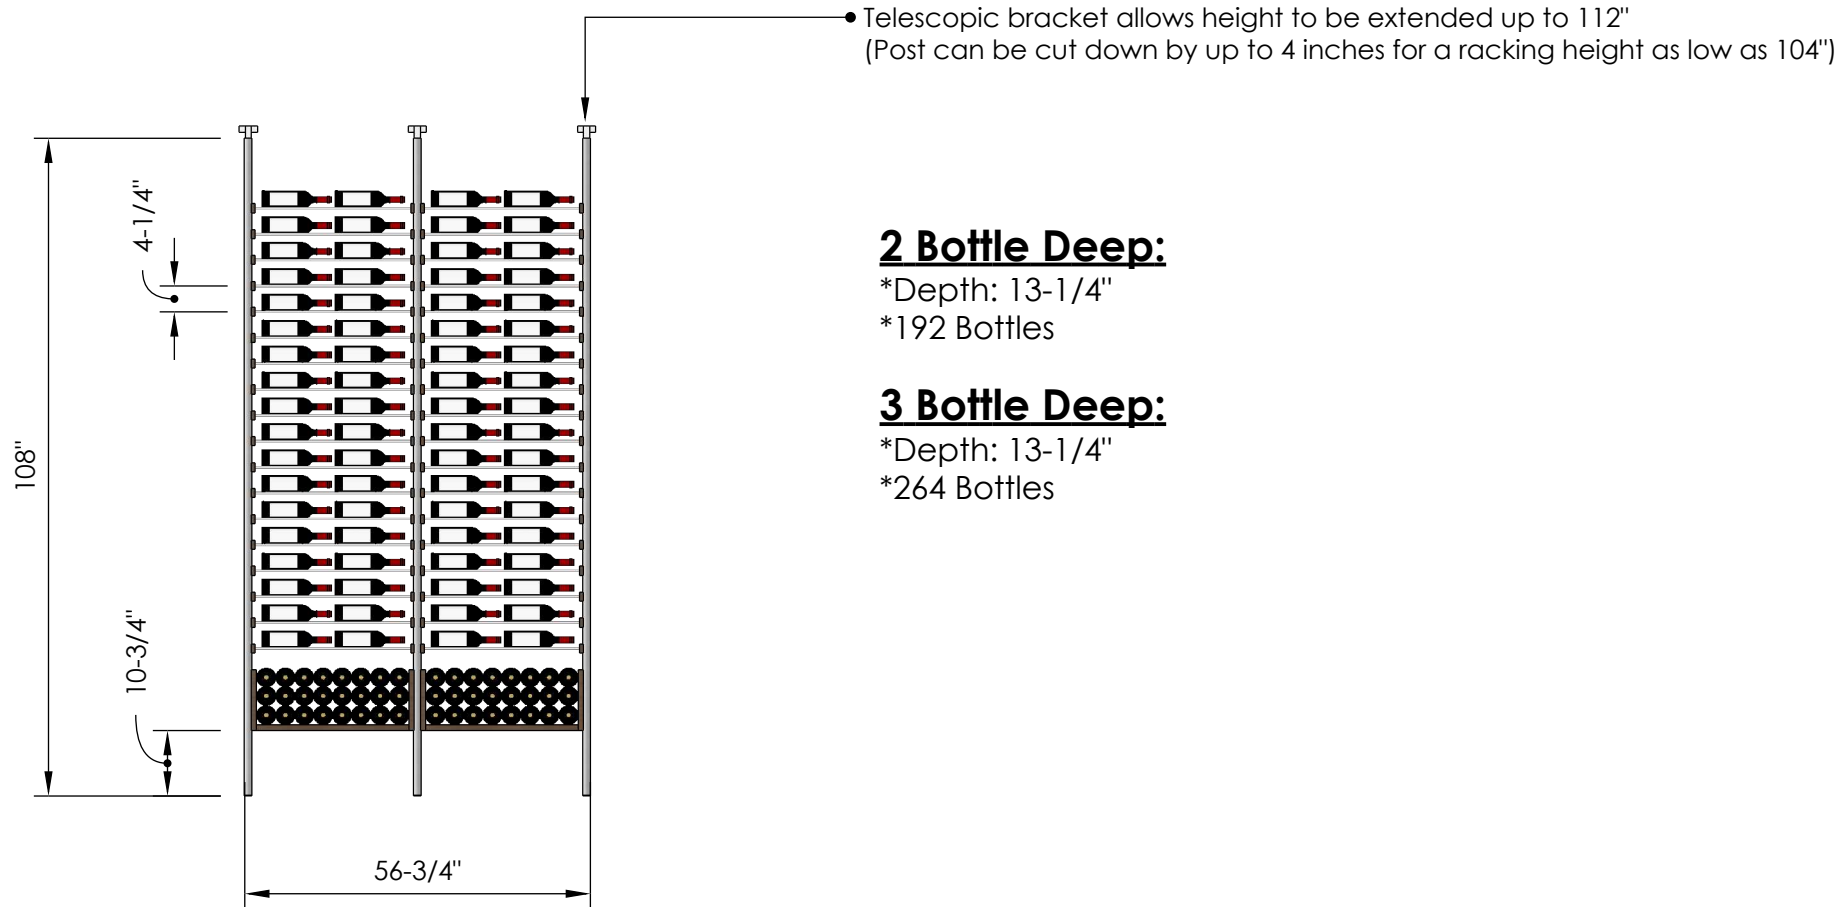 Telescopic bracket allows height to be extended up to 112"
(Post can be cut down by up to 4 inches for a racking height as low as 104")
4-1/4"
2 Bottle Deep:
*Depth: 13-1/4"
*192 Bottles
3 Bottle Deep:
*Depth: 13-1/4"
*264 Bottles
108"
10-3/4"
56-3/4"